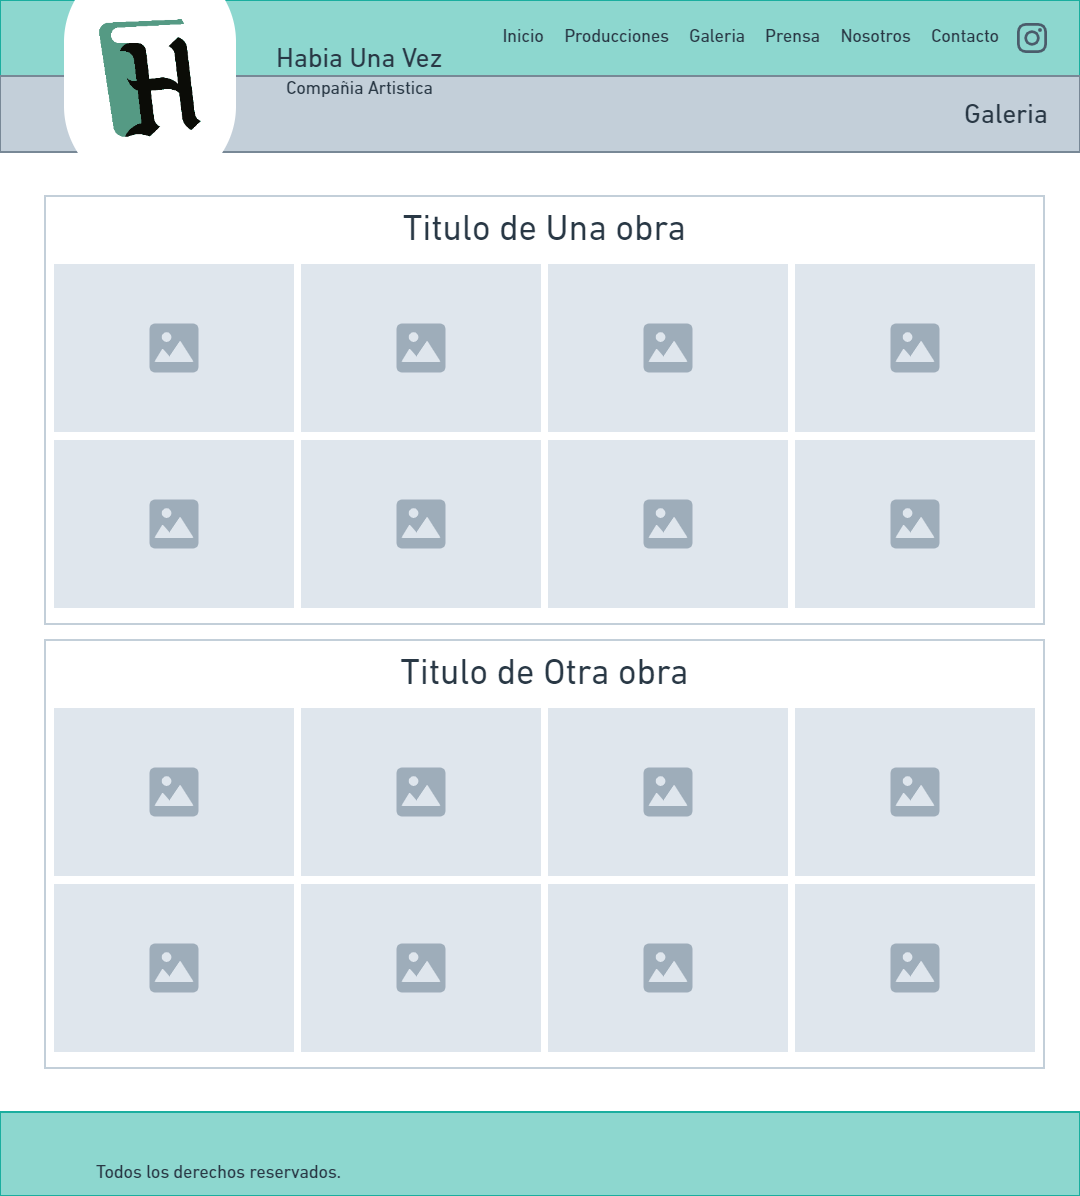 H
Habia Una Vez
Compañia Artistica
Inicio Producciones Galeria Prensa Nosotros Contacto
Galeria
Titulo de Una obra
Titulo de Otra obra
Todos los derechos reservados.